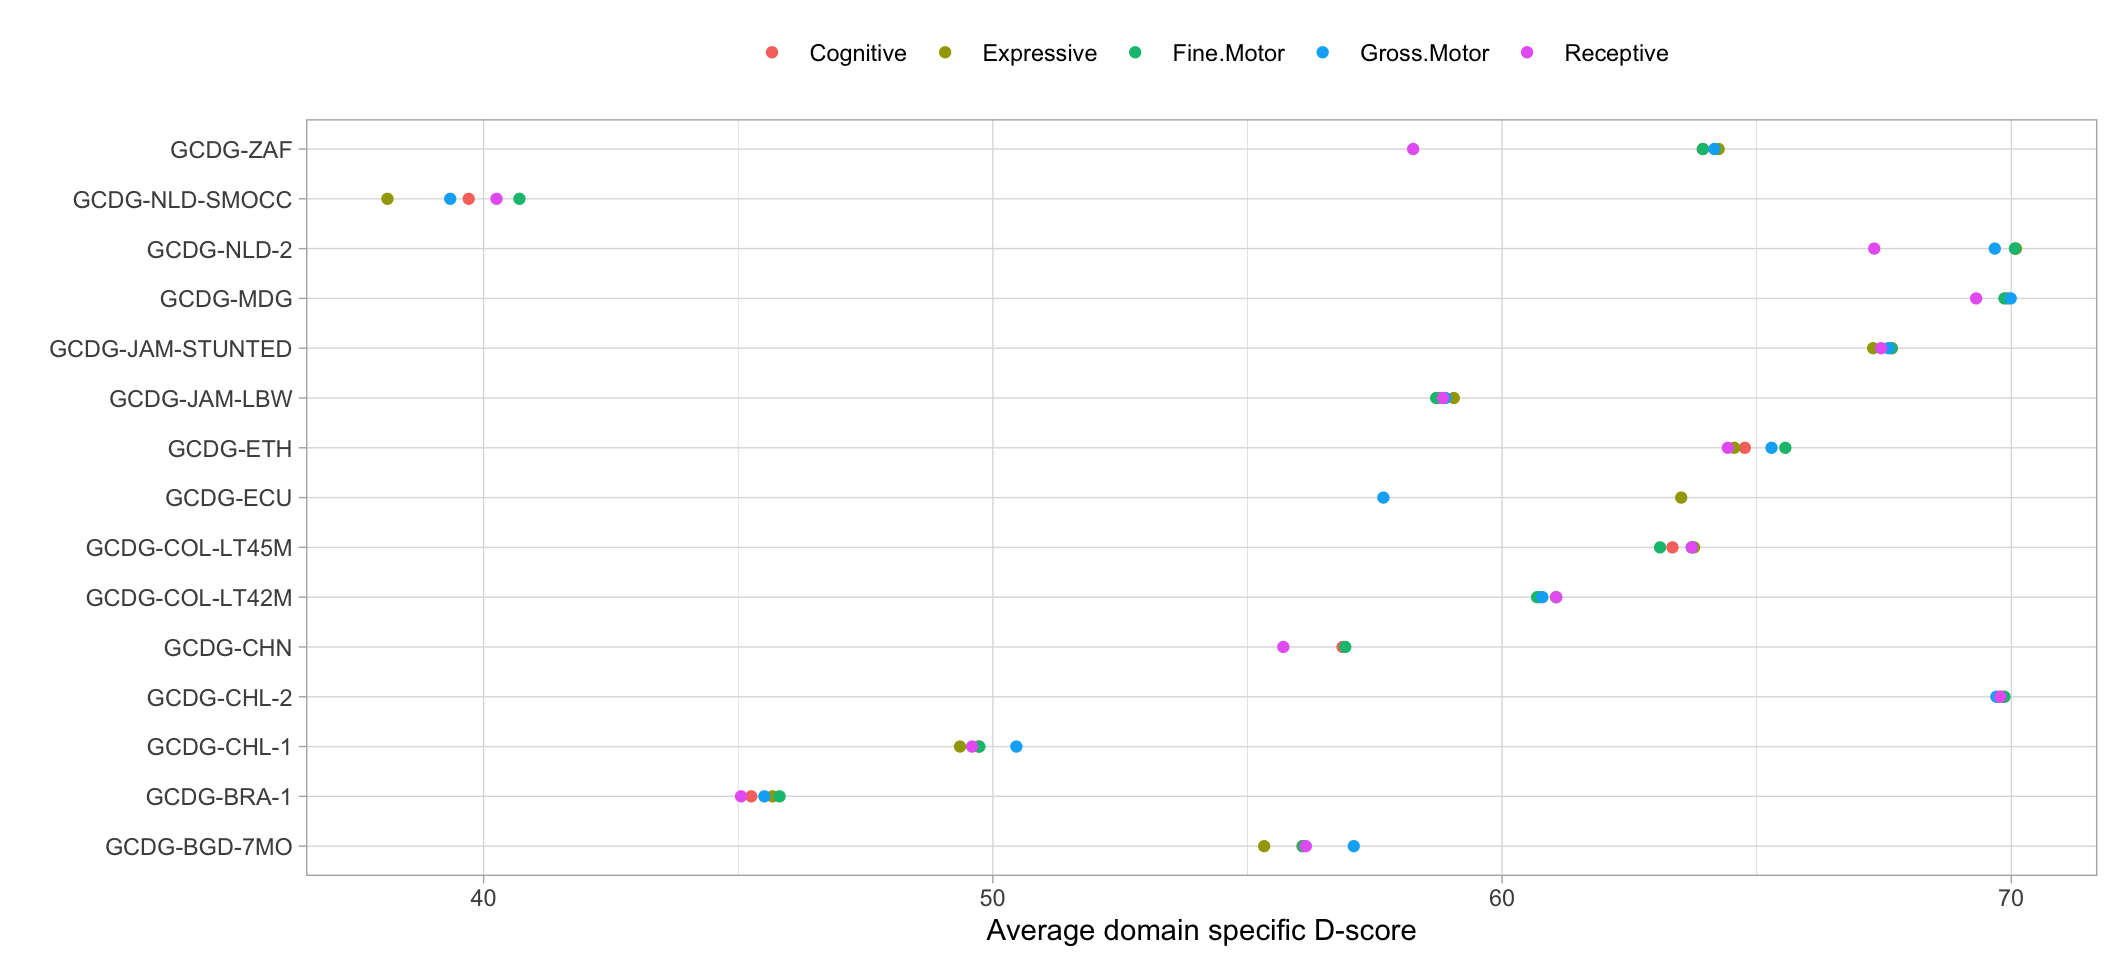 Cognitive Expressive Fine.Motor Gross.Motor Receptive
GCDG-ZAF
GCDG-NLD-SMOCC
GCDG-NLD-2
GCDG-MDG
GCDG-JAM-STUNTED
GCDG-JAM-LBW
GCDG-ETH
GCDG-ECU
GCDG-COL-LT45M
GCDG-COL-LT42M
GCDG-CHN
GCDG-CHL-2
GCDG-CHL-1
GCDG-BRA-1
GCDG-BGD-7MO
40 50 60 70
Average domain specific D-score